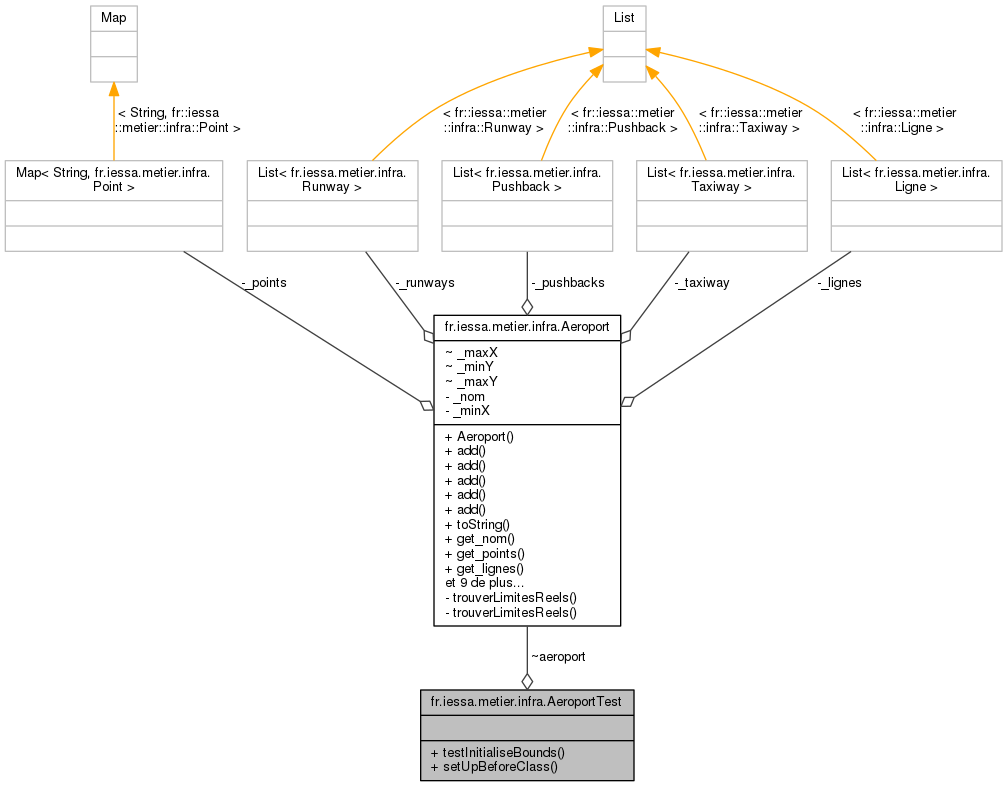 Map
List
< String, fr::iessa
::metier::infra::Point >
< fr::iessa::metier
::infra::Runway >
< fr::iessa::metier
::infra::Pushback >
< fr::iessa::metier
::infra::Taxiway >
< fr::iessa::metier
::infra::Ligne >
Map< String, fr.iessa.metier.infra.
Point >
List< fr.iessa.metier.infra.
Runway >
List< fr.iessa.metier.infra.
Pushback >
List< fr.iessa.metier.infra.
Taxiway >
List< fr.iessa.metier.infra.
Ligne >
-_points
-_runways
-_pushbacks
-_taxiway
-_lignes
fr.iessa.metier.infra.Aeroport
~ _maxX
~ _minY
~ _maxY
- _nom
- _minX
+ Aeroport()
+ add()
+ add()
+ add()
+ add()
+ add()
+ toString()
+ get_nom()
+ get_points()
+ get_lignes()
et 9 de plus...
- trouverLimitesReels()
- trouverLimitesReels()
~aeroport
fr.iessa.metier.infra.AeroportTest
+ testInitialiseBounds()
+ setUpBeforeClass()